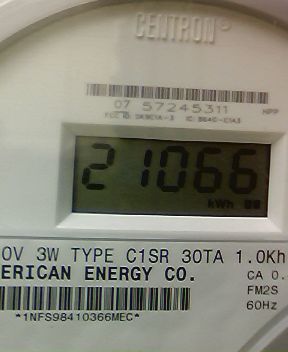 CENTRON®
07 57245311 HPP
21066
kWh
0V 3W TYPE C1SR 30TA 1.0Kh
ERICAN ENERGY CO. CA 0.
FM2S
60Hz
*1NFS98410366MEC*